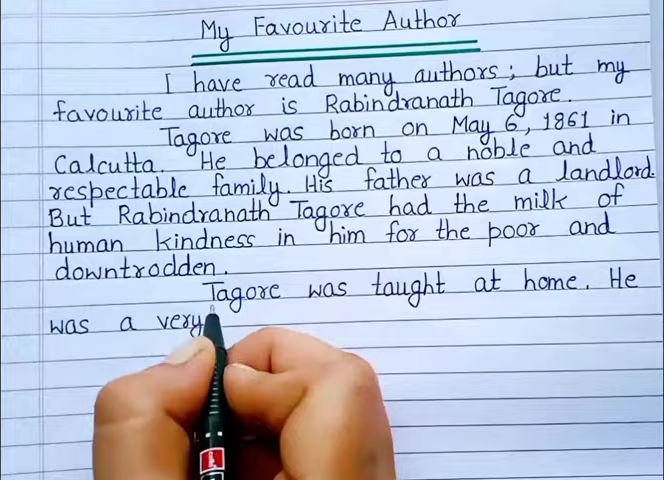 My Favourite Author
I have read many authors; but my
favourite author is Rabindranath Tagore.
Tagore was born on May 6, 1861 in
Calcutta. He belonged to a noble and
respectable family. His father was a landlord.
But Rabindranath Tagore had the milk of
human kindness in him for the poor and
downtrodden.
Tagore was taught at home. He
was a very